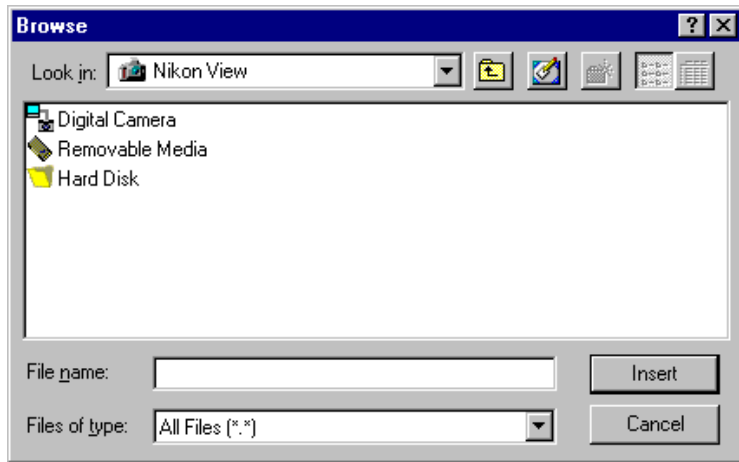 Browse
Look in: Nikon View
Digital Camera
Removable Media
Hard Disk
File name: Insert
Files of type: All Files (*.*) Cancel